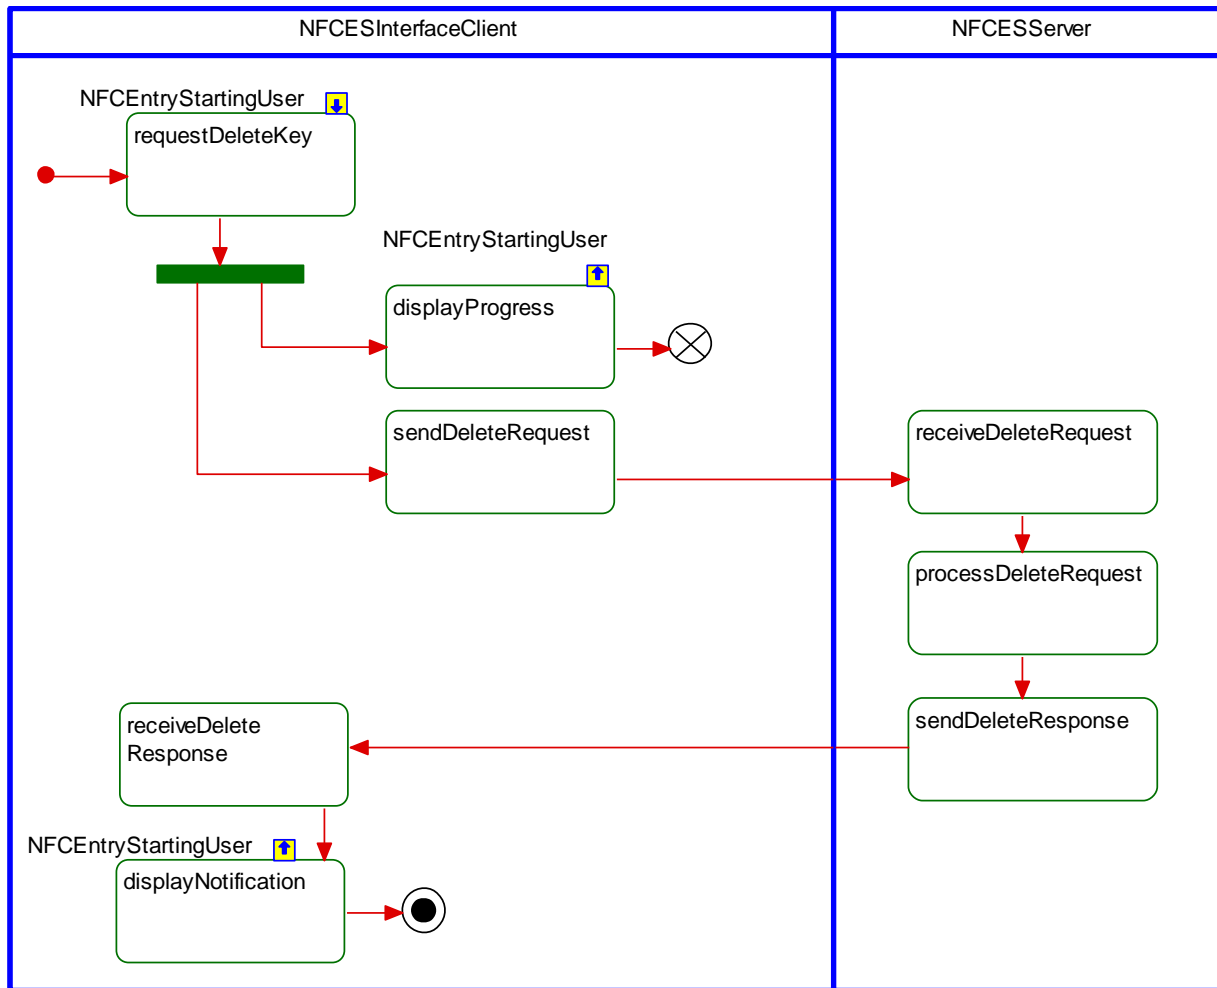 NFCESInterfaceClient
NFCESServer
NFCEntryStartingUser
requestDeleteKey
NFCEntryStartingUser
displayProgress
sendDeleteRequest
receiveDeleteRequest
processDeleteRequest
sendDeleteResponse
receiveDelete
Response
NFCEntryStartingUser
displayNotification